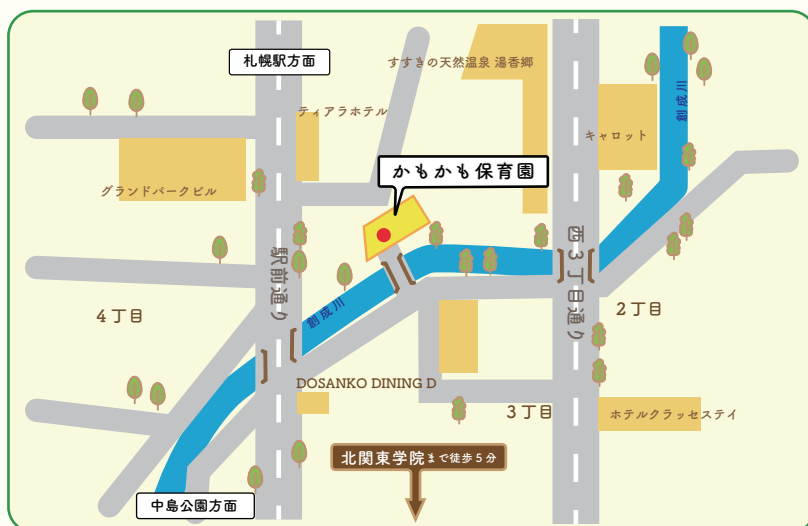 札幌駅方面
すすきの天然温泉 湯香郷
創成川
ティアラホテル
キャロット
かもかも保育園
グランドパークビル
駅前通り
西3丁目通り
創成川
4丁目
2丁目
DOSANKO DINING D
3丁目
ホテルクラッセステイ
北関東学院まで徒歩5分
中島公園方面